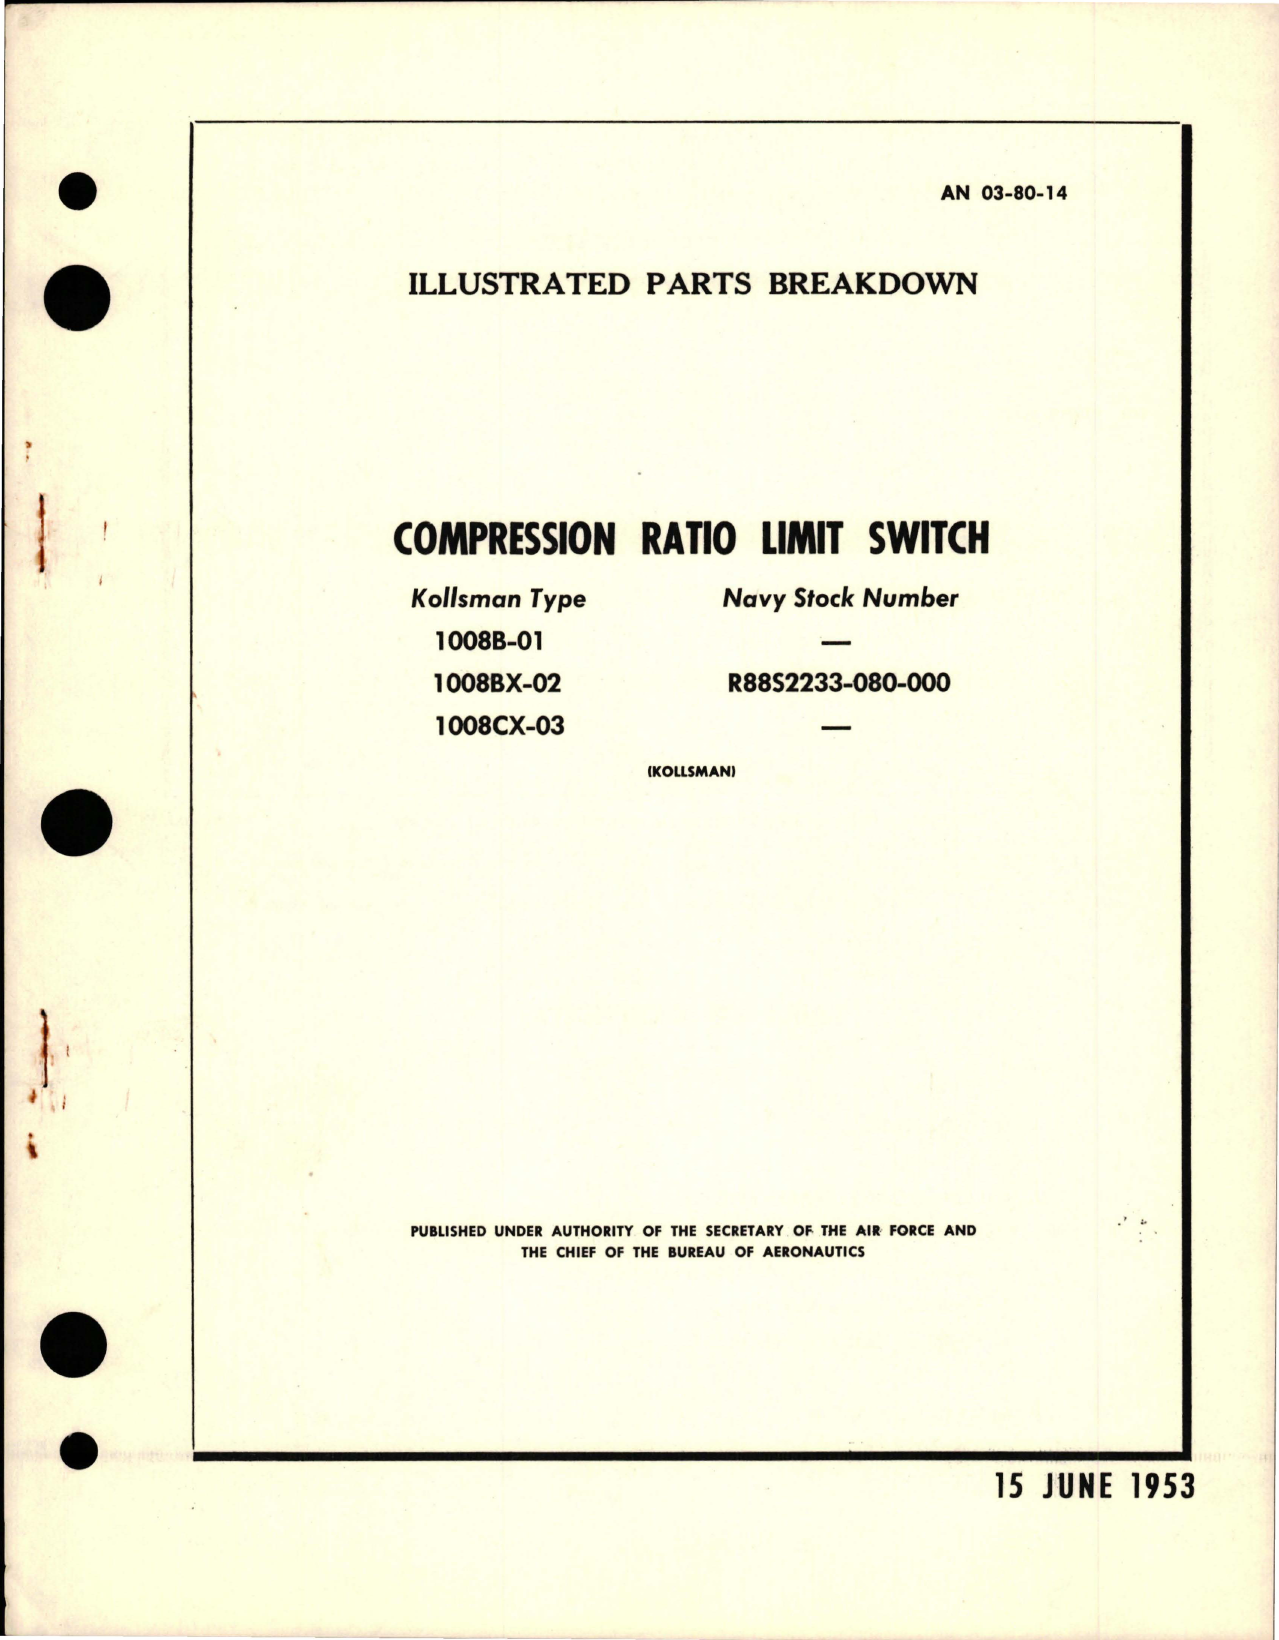 AN 03-80-14
ILLUSTRATED PARTS BREAKDOWN
COMPRESSION RATIO LIMIT SWITCH
Kollsman Type Navy Stock Number
1008B-01 —
1008BX-02 R88S2233-080-000
1008CX-03 —
(KOLLSMAN)
PUBLISHED UNDER AUTHORITY OF THE SECRETARY OF THE AIR FORCE AND
THE CHIEF OF THE BUREAU OF AERONAUTICS
15 JUNE 1953